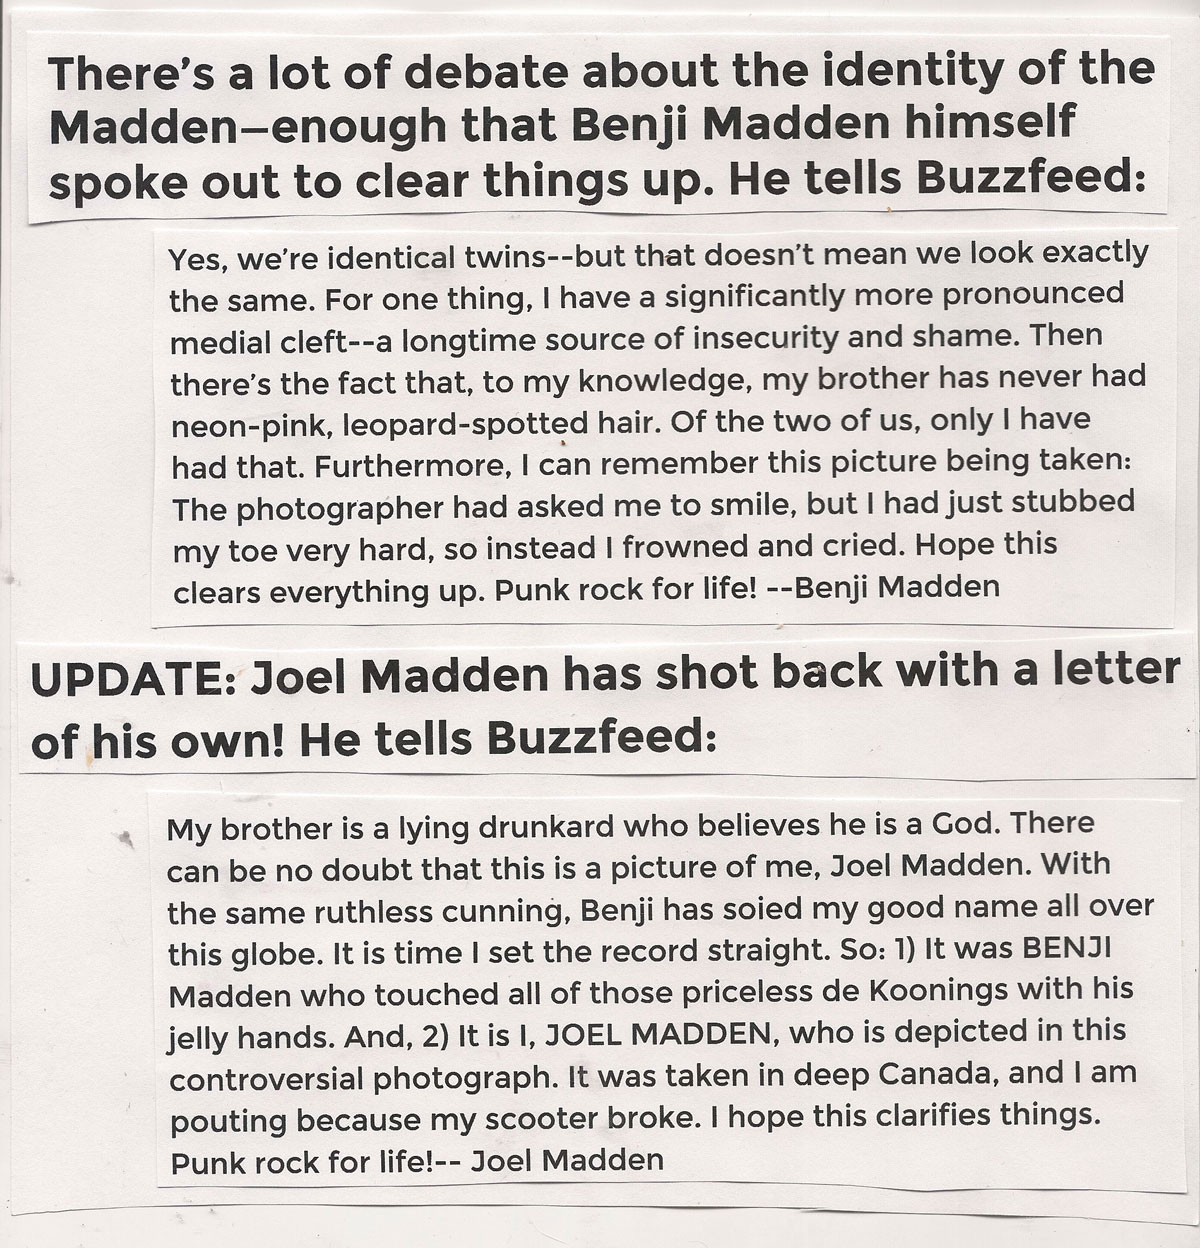 There's a lot of debate about the identity of the
Madden—enough that Benji Madden himself
spoke out to clear things up. He tells Buzzfeed:
Yes, we're identical twins--but that doesn't mean we look exactly
the same. For one thing, I have a significantly more pronounced
medial cleft--a longtime source of insecurity and shame. Then
there's the fact that, to my knowledge, my brother has never had
neon-pink, leopard-spotted hair. Of the two of us, only I have
had that. Furthermore, I can remember this picture being taken:
The photographer had asked me to smile, but I had just stubbed
my toe very hard, so instead I frowned and cried. Hope this
clears everything up. Punk rock for life! --Benji Madden
UPDATE: Joel Madden has shot back with a letter
of his own! He tells Buzzfeed:
My brother is a lying drunkard who believes he is a God. There
can be no doubt that this is a picture of me, Joel Madden. With
the same ruthless cunning, Benji has soied my good name all over
this globe. It is time I set the record straight. So: 1) It was BENJI
Madden who touched all of those priceless de Koonings with his
jelly hands. And, 2) It is I, JOEL MADDEN, who is depicted in this
controversial photograph. It was taken in deep Canada, and I am
pouting because my scooter broke. I hope this clarifies things.
Punk rock for life!-- Joel Madden